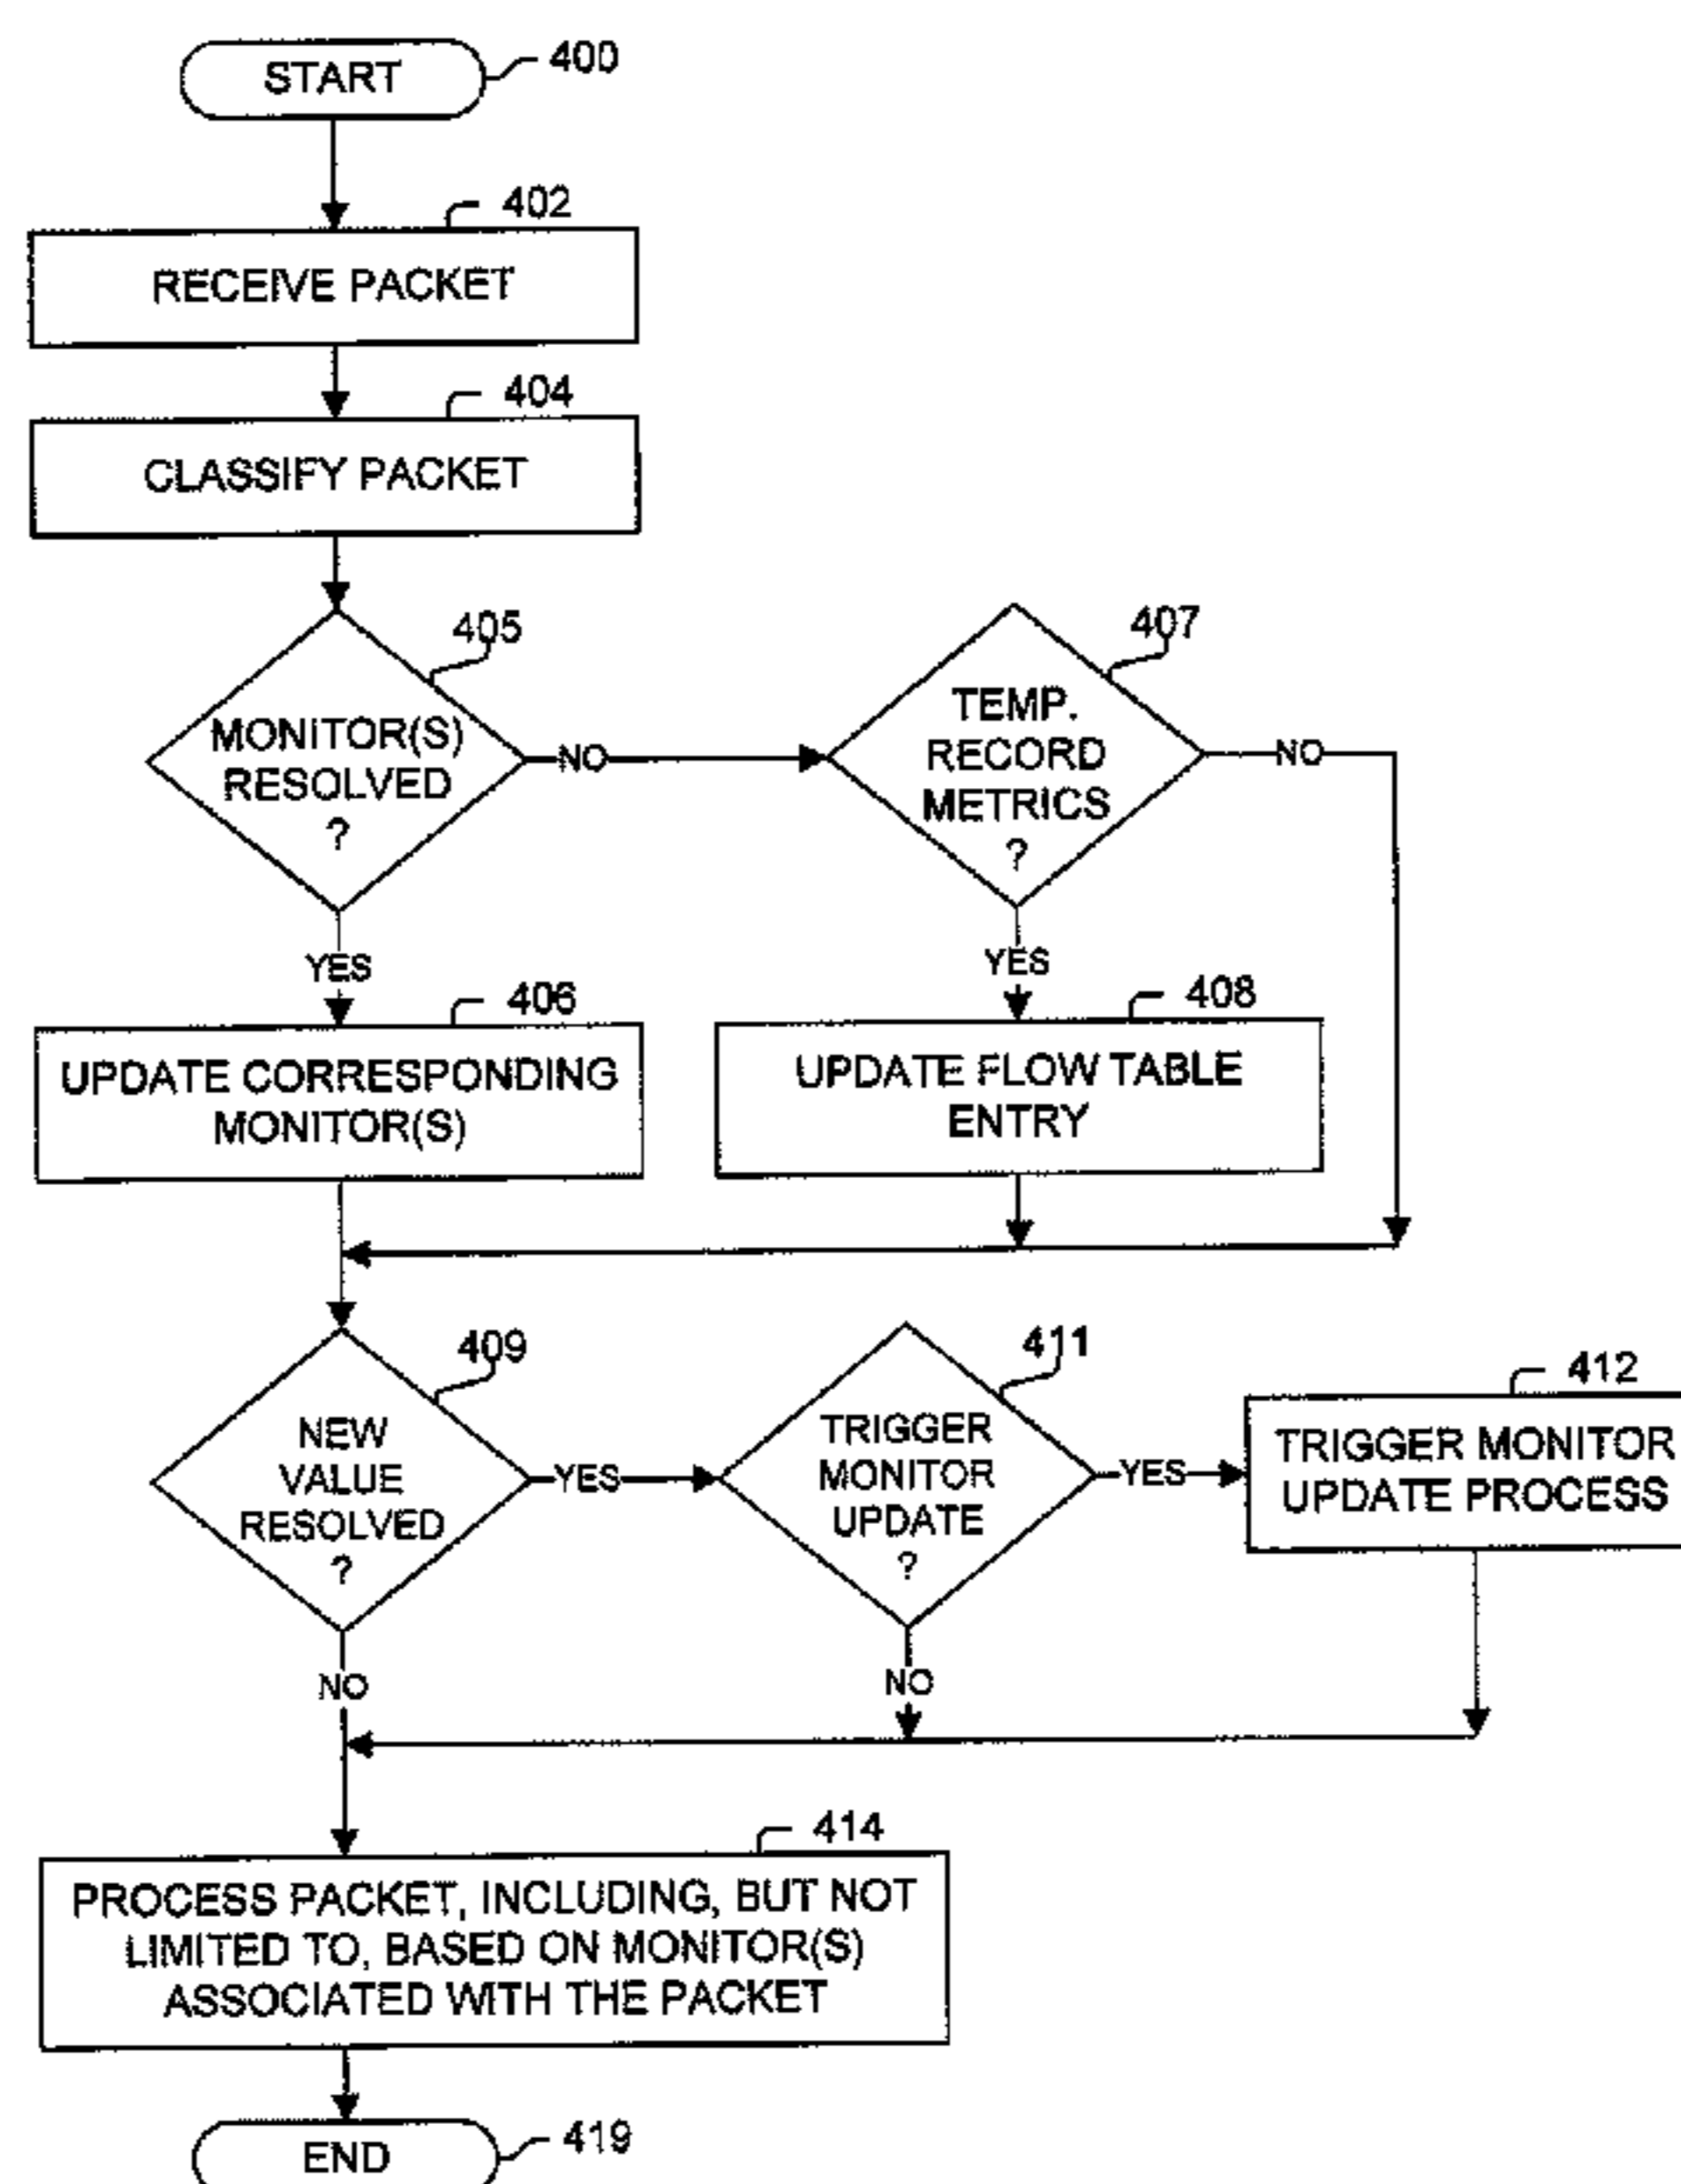 START
400
402
RECEIVE PACKET
404
CLASSIFY PACKET
405
MONITOR(S)
RESOLVED
?
NO
407
TEMP.
RECORD
METRICS
?
NO
YES
YES
406
UPDATE CORRESPONDING
MONITOR(S)
408
UPDATE FLOW TABLE
ENTRY
409
NEW
VALUE
RESOLVED
?
YES
411
TRIGGER
MONITOR
UPDATE
?
YES
412
TRIGGER MONITOR
UPDATE PROCESS
NO
NO
414
PROCESS PACKET, INCLUDING, BUT NOT
LIMITED TO, BASED ON MONITOR(S)
ASSOCIATED WITH THE PACKET
END
419